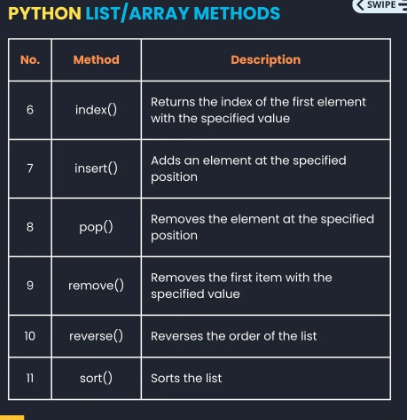 PYTHON LIST/ARRAY METHODS
SWIPE
No. Method Description
6 index() Returns the index of the first element
with the specified value
7 insert() Adds an element at the specified
position
8 pop() Removes the element at the specified
position
9 remove() Removes the first item with the
specified value
10 reverse() Reverses the order of the list
11 sort() Sorts the list